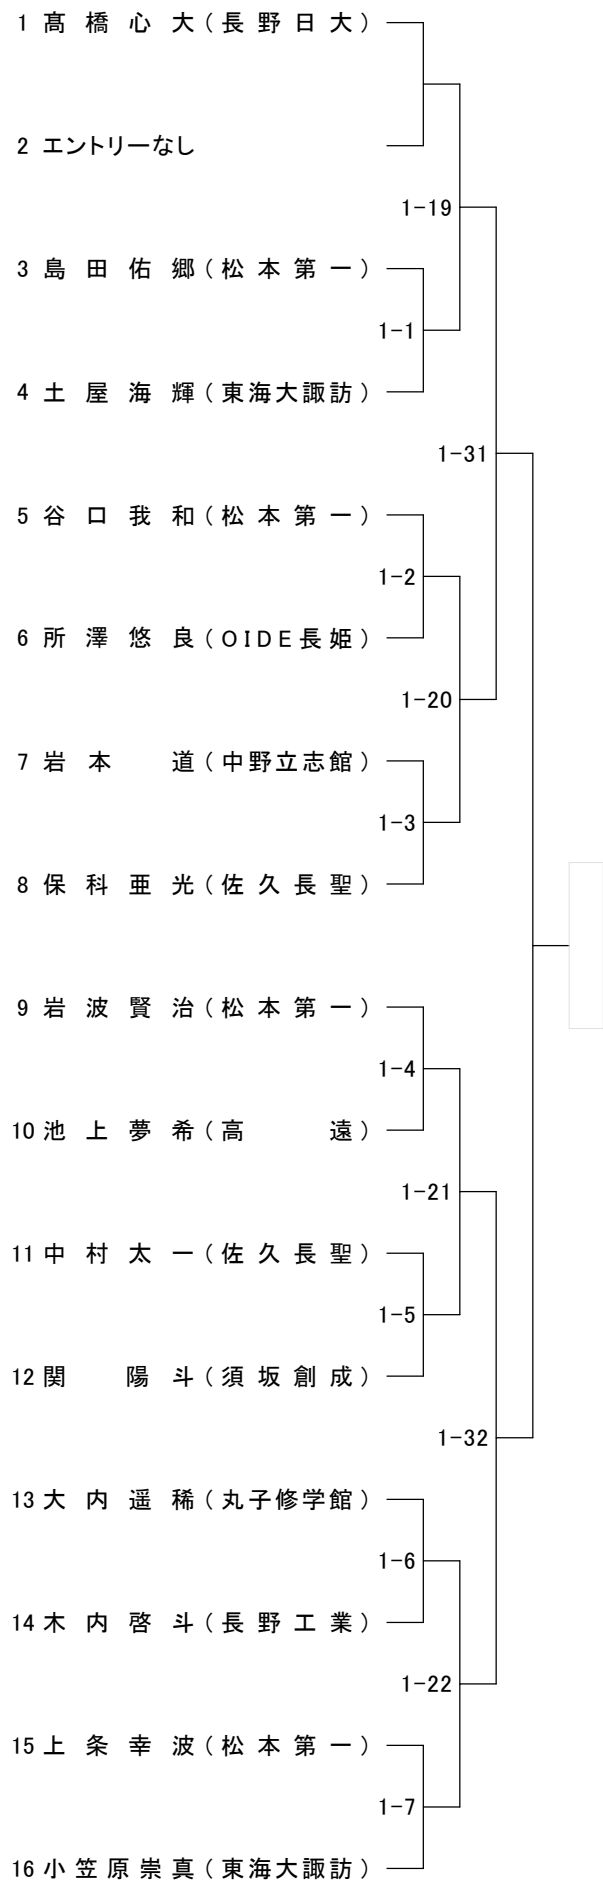 1 髙橋心大(長野日大)
2 エントリーなし
1-19
3 島田佑郷(松本第一)
1-1
4 土屋海輝(東海大諏訪)
1-31
5 谷口我和(松本第一)
1-2
6 所澤悠良(OIDE長姫)
1-20
7 岩本道(中野立志館)
1-3
8 保科亜光(佐久長聖)
9 岩波賢治(松本第一)
1-4
10 池上夢希(高遠)
1-21
11 中村太一(佐久長聖)
1-5
12 関陽斗(須坂創成)
1-32
13 大内遥稀(丸子修学館)
1-6
14 木内啓斗(長野工業)
1-22
15 上条幸波(松本第一)
1-7
16 小笠原崇真(東海大諏訪)